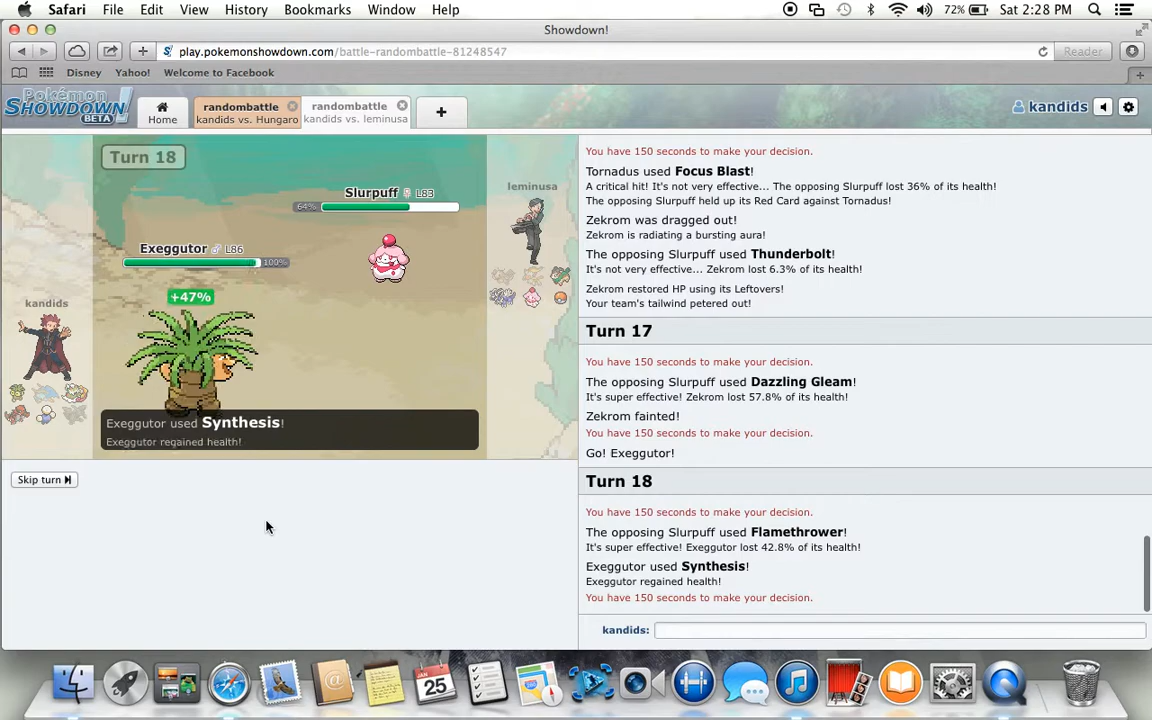 Safari File Edit View History Bookmarks Window Help 72% Sat 2:28 PM
Showdown!
play.pokemonshowdown.com/battle-randombattle-81248547 Reader
Disney Yahoo! Welcome to Facebook
Pokémon
SHOWDOWN!
BETA
Home
randombattle
kandids vs. Hungaro
randombattle
kandids vs. leminusa
kandids
Turn 18
Slurpuff L83
64%
Exeggutor L86
100%
+47%
Exeggutor used Synthesis!
Exeggutor regained health!
kandids
leminusa
Skip turn
You have 150 seconds to make your decision.
Tornadus used Focus Blast!
A critical hit! It's not very effective... The opposing Slurpuff lost 36% of its health!
The opposing Slurpuff held up its Red Card against Tornadus!
Zekrom was dragged out!
Zekrom is radiating a bursting aura!
The opposing Slurpuff used Thunderbolt!
It's not very effective... Zekrom lost 6.3% of its health!
Zekrom restored HP using its Leftovers!
Your team's tailwind petered out!
Turn 17
You have 150 seconds to make your decision.
The opposing Slurpuff used Dazzling Gleam!
It's super effective! Zekrom lost 57.8% of its health!
Zekrom fainted!
You have 150 seconds to make your decision.
Go! Exeggutor!
Turn 18
You have 150 seconds to make your decision.
The opposing Slurpuff used Flamethrower!
It's super effective! Exeggutor lost 42.8% of its health!
Exeggutor used Synthesis!
Exeggutor regained health!
You have 150 seconds to make your decision.
kandids:
JAN
25